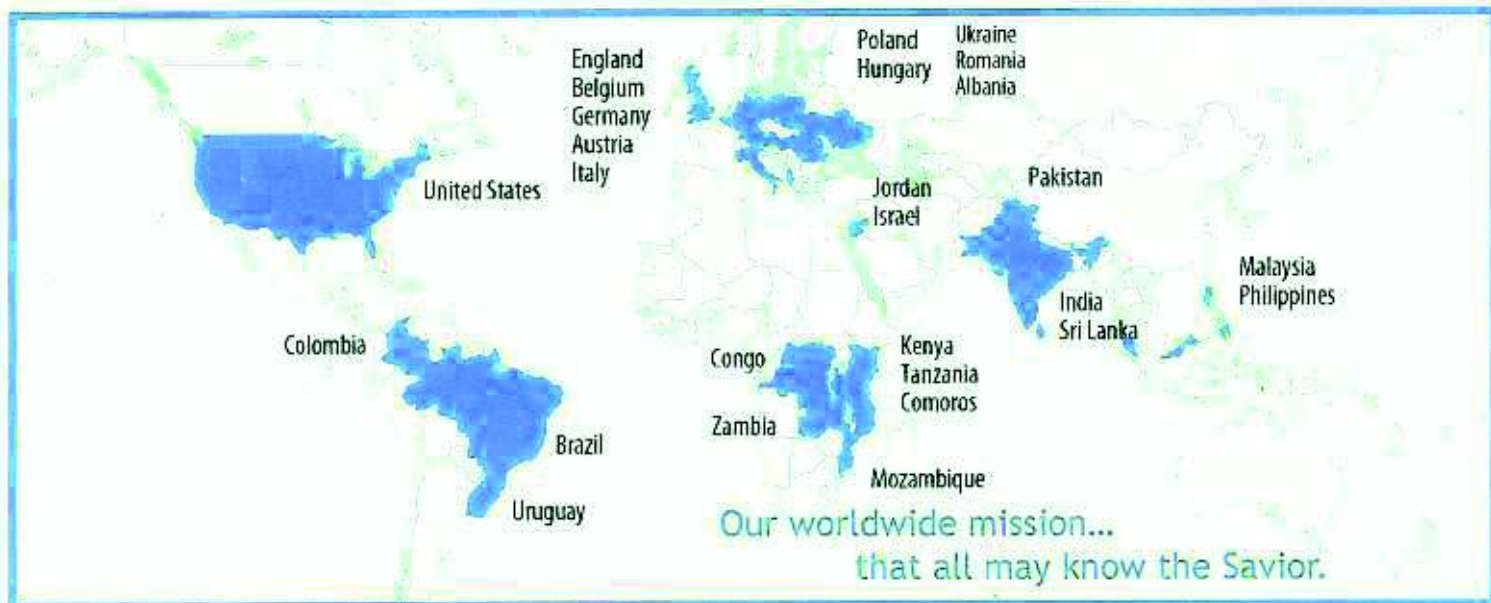 England
Belgium
Germany
Austria
Italy
Poland
Hungary
Ukraine
Romania
Albania
United States
Jordan
Israel
Pakistan
Malaysia
Philippines
India
Sri Lanka
Colombia
Congo
Kenya
Tanzania
Comoros
Zambia
Brazil
Mozambique
Uruguay
Our worldwide mission...
that all may know the Savior.